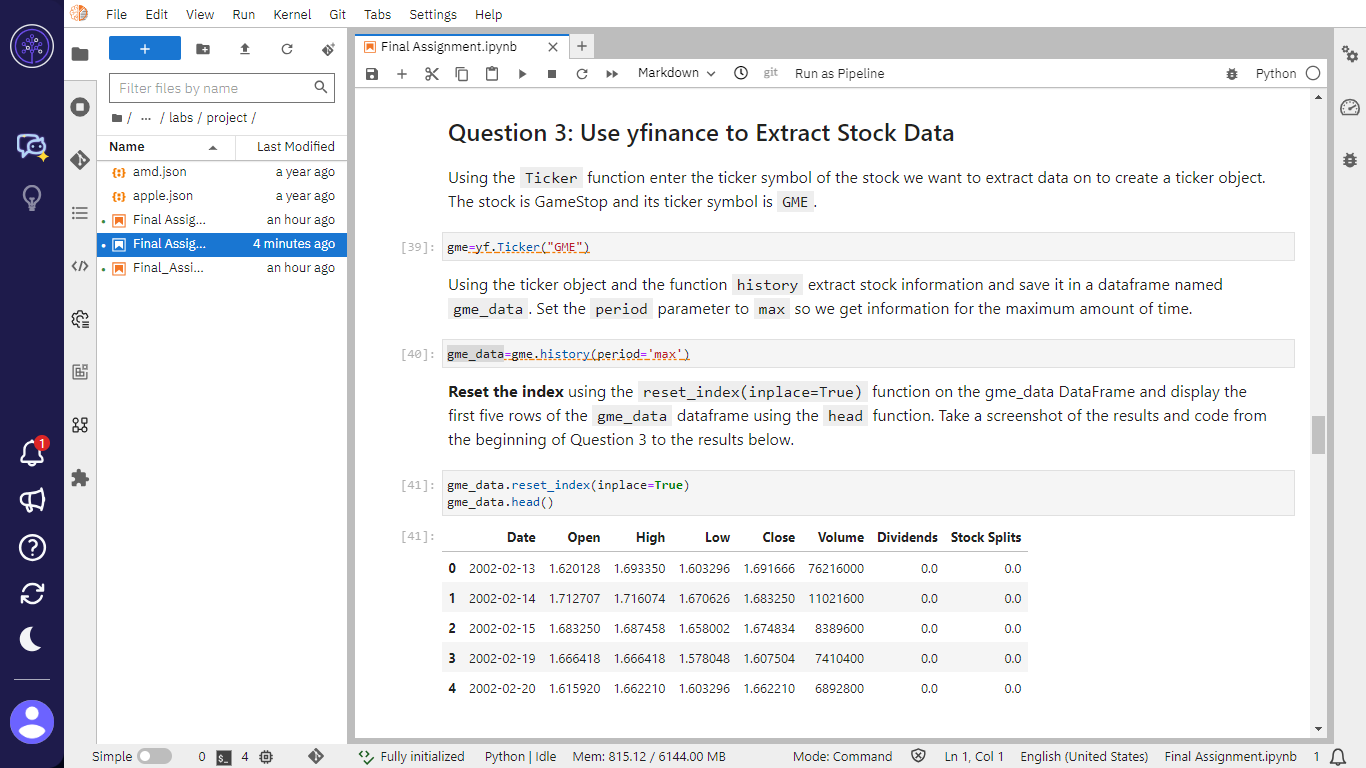 File Edit View Run Kernel Git Tabs Settings Help
+
Final Assignment.ipynb
Markdown
git
Run as Pipeline
Python
Filter files by name
/ ... / labs / project /
Name Last Modified
amd.json a year ago
apple.json a year ago
Final Assig... an hour ago
Final Assig... 4 minutes ago
Final_Assi... an hour ago
1
Question 3: Use yfinance to Extract Stock Data
Using the Ticker function enter the ticker symbol of the stock we want to extract data on to create a ticker object.
The stock is GameStop and its ticker symbol is GME.
[39]: gme=yf.Ticker("GME")
Using the ticker object and the function history extract stock information and save it in a dataframe named
gme_data. Set the period parameter to max so we get information for the maximum amount of time.
[40]: gme_data=gme.history(period='max')
Reset the index using the reset_index(inplace=True) function on the gme_data DataFrame and display the
first five rows of the gme_data dataframe using the head function. Take a screenshot of the results and code from
the beginning of Question 3 to the results below.
[41]: gme_data.reset_index(inplace=True)
gme_data.head()
[41]: Date Open High Low Close Volume Dividends Stock Splits
0 2002-02-13 1.620128 1.693350 1.603296 1.691666 76216000 0.0 0.0
1 2002-02-14 1.712707 1.716074 1.670626 1.683250 11021600 0.0 0.0
2 2002-02-15 1.683250 1.687458 1.658002 1.674834 8389600 0.0 0.0
3 2002-02-19 1.666418 1.666418 1.578048 1.607504 7410400 0.0 0.0
4 2002-02-20 1.615920 1.662210 1.603296 1.662210 6892800 0.0 0.0
Simple 0 4 Fully initialized Python | Idle Mem: 815.12 / 6144.00 MB Mode: Command Ln 1, Col 1 English (United States) Final Assignment.ipynb 1